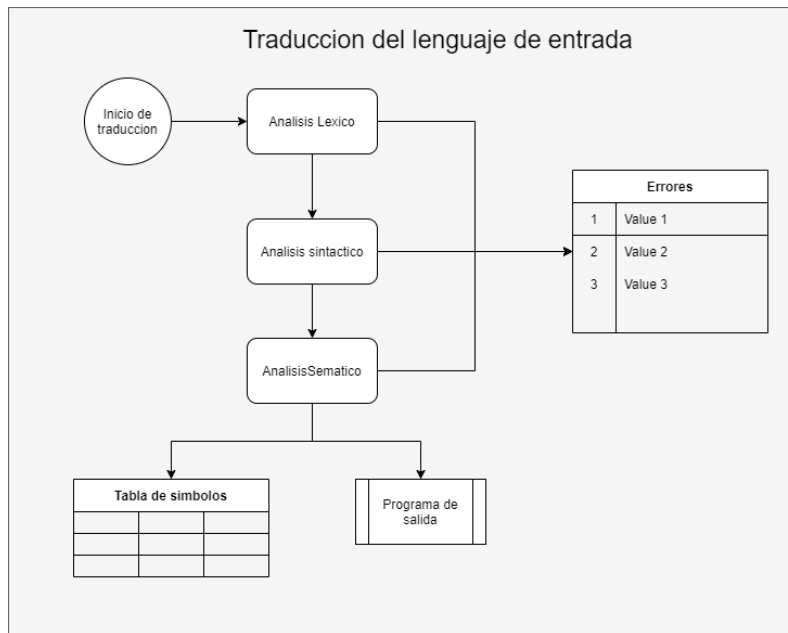 Traduccion del lenguaje de entrada
Inicio de
traduccion
Analisis Lexico
Errores
1 Value 1
2 Value 2
3 Value 3
Analisis sintactico
AnalisisSematico
Tabla de simbolos
Programa de
salida